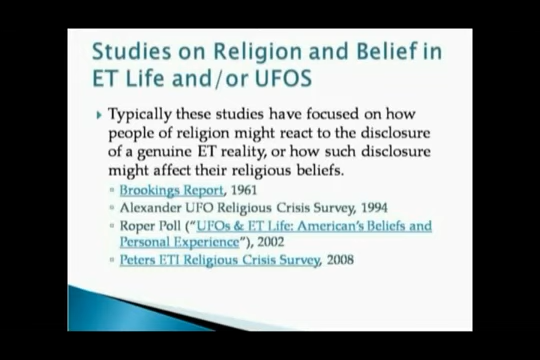 Studies on Religion and Belief in
ET Life and/or UFOS
Typically these studies have focused on how
people of religion might react to the disclosure
of a genuine ET reality, or how such disclosure
might affect their religious beliefs.
Brookings Report, 1961
Alexander UFO Religious Crisis Survey, 1994
Roper Poll ("UFOs & ET Life: American's Beliefs and
Personal Experience"), 2002
Peters ETI Religious Crisis Survey, 2008